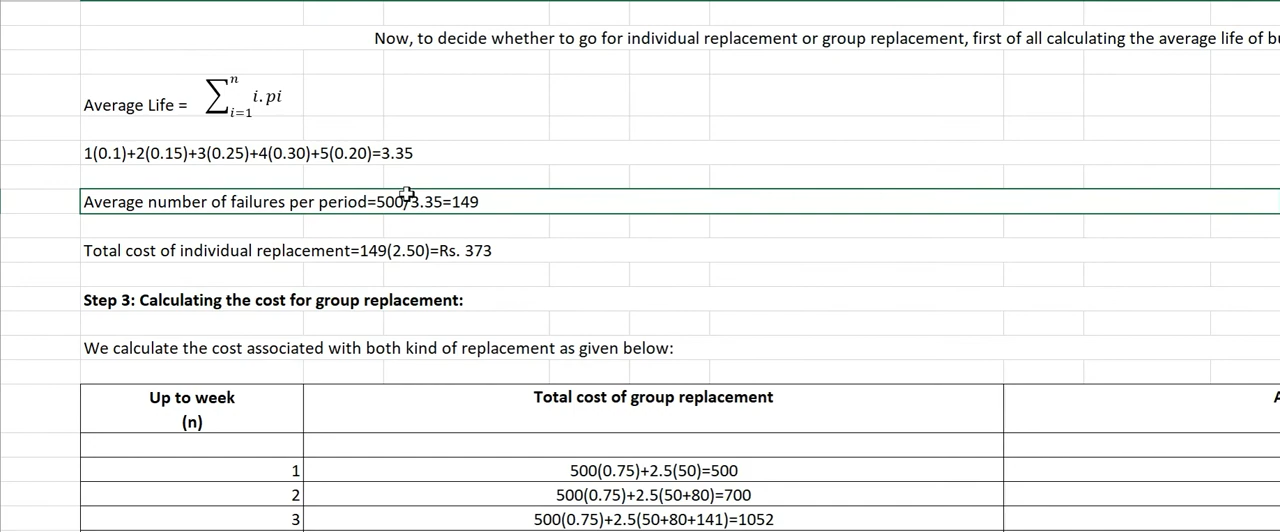 Now, to decide whether to go for individual replacement or group replacement, first of all calculating the average life of
Average Life = ∑ⁿᵢ₌₁ i.pi
1(0.1)+2(0.15)+3(0.25)+4(0.30)+5(0.20)=3.35
Average number of failures per period=500/3.35=149
Total cost of individual replacement=149(2.50)=Rs. 373
Step 3: Calculating the cost for group replacement:
We calculate the cost associated with both kind of replacement as given below:
Up to week Total cost of group replacement
(n)
1 500(0.75)+2.5(50)=500
2 500(0.75)+2.5(50+80)=700
3 500(0.75)+2.5(50+80+141)=1052